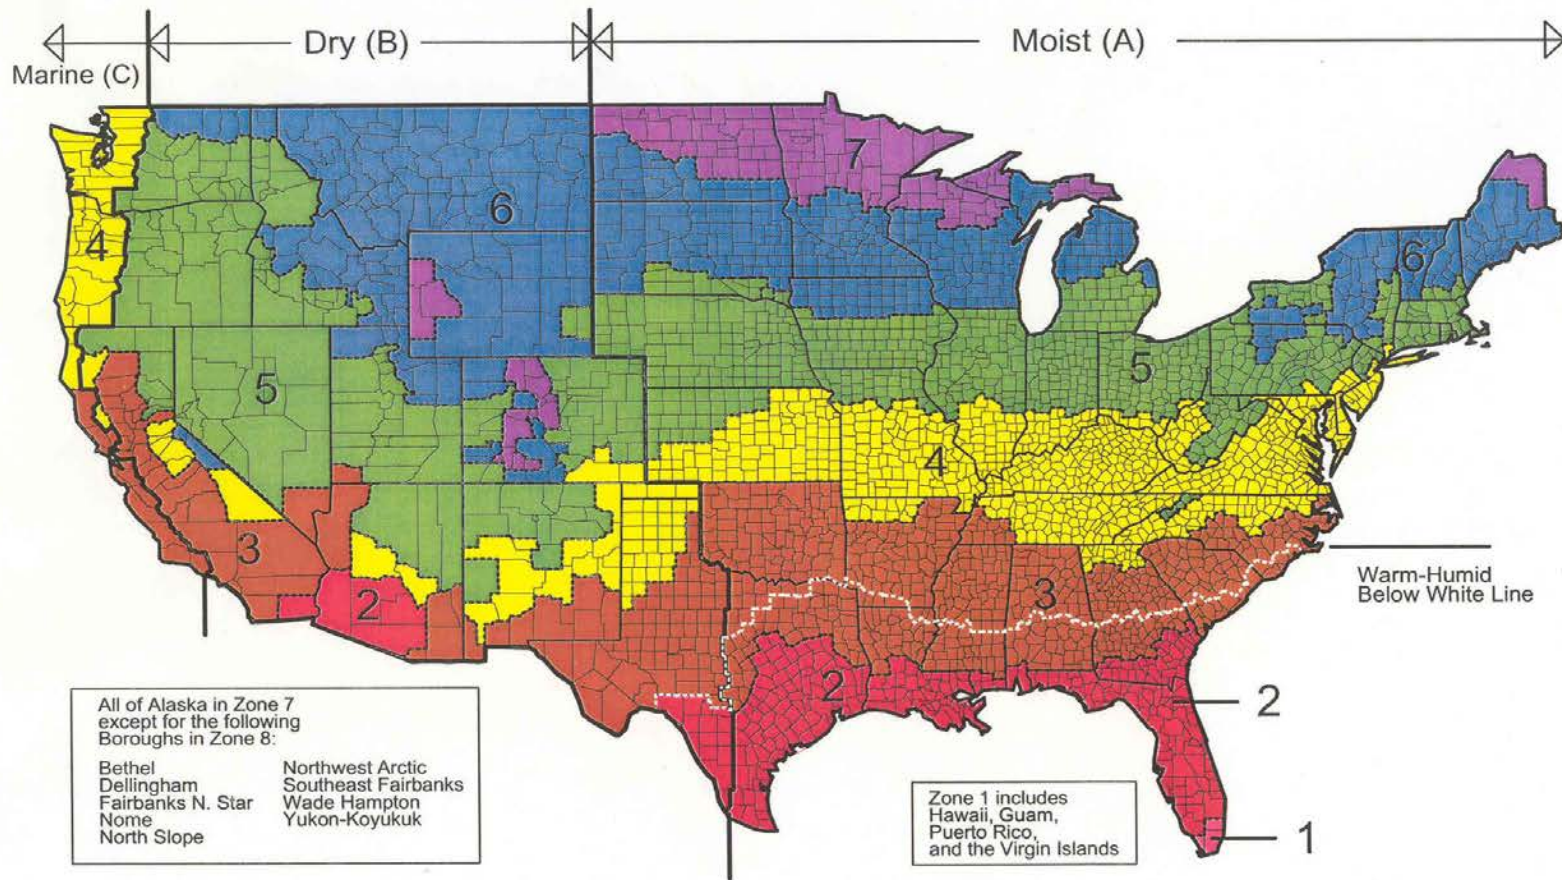 Marine (C)
Dry (B)
Moist (A)
7
6
6
4
5
5
4
3
3
2
2
2
1
Warm-Humid
Below White Line
All of Alaska in Zone 7
except for the following
Boroughs in Zone 8:
Bethel
Dellingham
Fairbanks N. Star
Nome
North Slope
Northwest Arctic
Southeast Fairbanks
Wade Hampton
Yukon-Koyukuk
Zone 1 includes
Hawaii, Guam,
Puerto Rico,
and the Virgin Islands